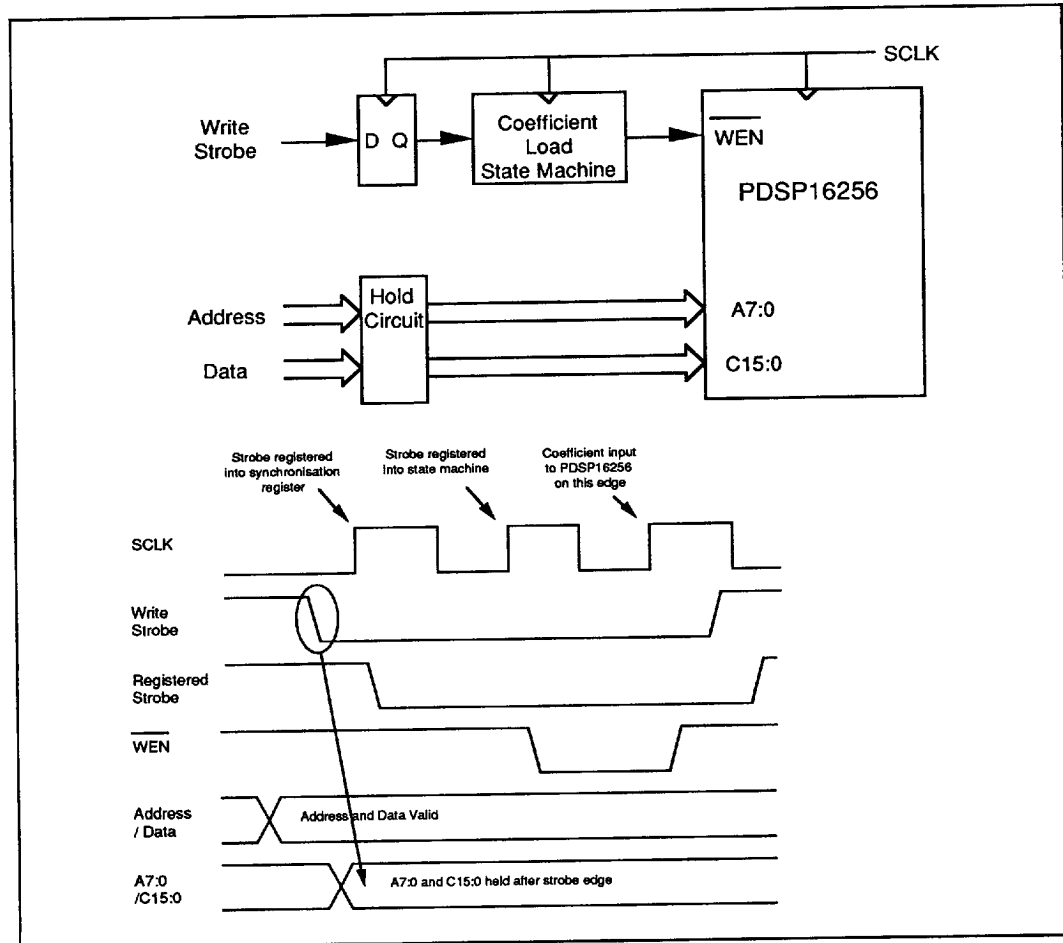 SCLK
Write
Strobe
D Q
Coefficient
Load
State Machine
WEN
PDSP16256
Address
Data
Hold
Circuit
A7:0
C15:0
Strobe registered
into synchronisation
register
Strobe registered
into state machine
Coefficient input
to PDSP16256
on this edge
SCLK
Write
Strobe
Registered
Strobe
WEN
Address
/ Data
Address and Data Valid
A7:0
/C15:0
A7:0 and C15:0 held after strobe edge